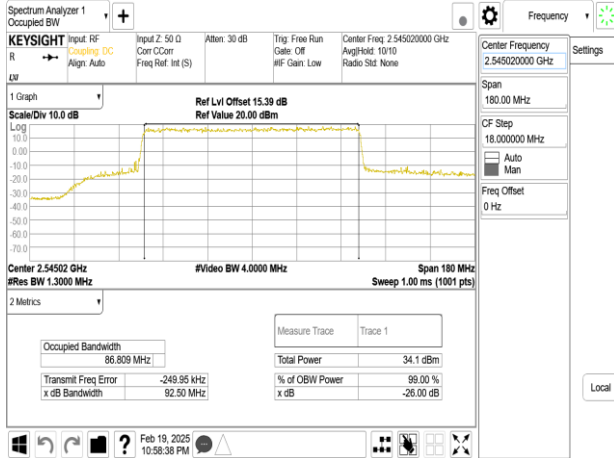 Spectrum Analyzer 1
Occupied BW
+
Frequency
KEYSIGHT
R
Input: RF
Coupling: DC
Align: Auto
Input Z: 50 Ω
Corr CCorr
Freq Ref: Int (S)
Atten: 30 dB
Trig: Free Run
Gate: Off
#IF Gain: Low
Center Freq: 2.545020000 GHz
Avg|Hold: 10/10
Radio Std: None
Center Frequency
2.545020000 GHz
Settings
Span
180.00 MHz
CF Step
18.000000 MHz
Auto
Man
Freq Offset
0 Hz
1 Graph
Scale/Div 10.0 dB
Ref Lvl Offset 15.39 dB
Ref Value 20.00 dBm
Log
10.0
0.00
-10.0
-20.0
-30.0
-40.0
-50.0
-60.0
-70.0
Center 2.54502 GHz
#Res BW 1.3000 MHz
#Video BW 4.0000 MHz
Span 180 MHz
Sweep 1.00 ms (1001 pts)
2 Metrics
Measure Trace Trace 1
Occupied Bandwidth
86.809 MHz
Total Power 34.1 dBm
Transmit Freq Error -249.95 kHz
% of OBW Power 99.00 %
x dB Bandwidth 92.50 MHz
x dB -26.00 dB
Local
?
Feb 19, 2025
10:58:38 PM